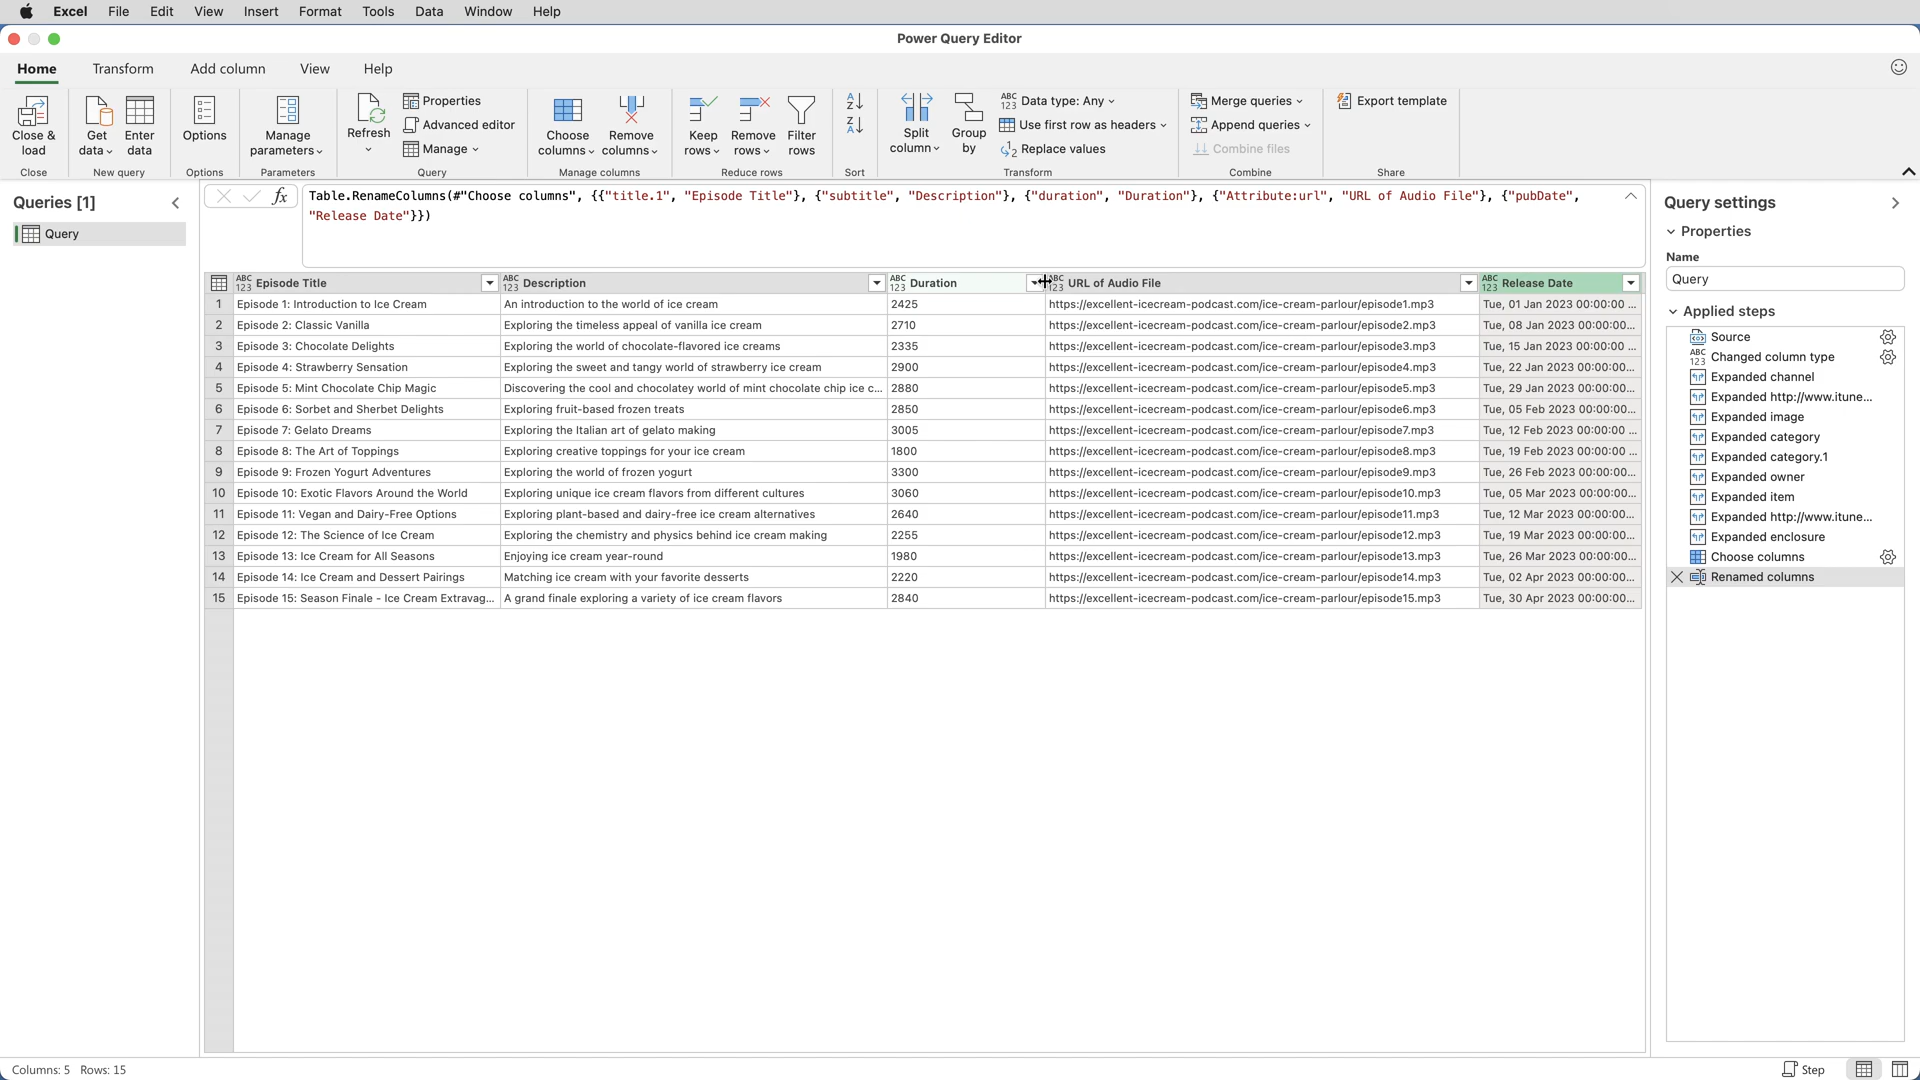 Excel File Edit View Insert Format Tools Data Window Help
Power Query Editor
Home Transform Add column View Help
Close & load
Close
Get data
Enter data
New query
Options
Options
Manage parameters
Parameters
Refresh
Properties
Advanced editor
Manage
Query
Choose columns
Remove columns
Manage columns
Keep rows
Remove rows
Filter rows
Reduce rows
A Z
Z A
Sort
Split column
Group by
ABC 123 Data type: Any
Use first row as headers
1 2 Replace values
Transform
Merge queries
Append queries
Combine files
Combine
Export template
Share
Queries [1]
Query
fx
Table.RenameColumns(#"Choose columns", {{"title.1", "Episode Title"}, {"subtitle", "Description"}, {"duration", "Duration"}, {"Attribute:url", "URL of Audio File"}, {"pubDate",
"Release Date"}})
ABC 123 Episode Title ABC 123 Description ABC 123 Duration ABC 123 URL of Audio File ABC 123 Release Date
1 Episode 1: Introduction to Ice Cream An introduction to the world of ice cream 2425 https://excellent-icecream-podcast.com/ice-cream-parlour/episode1.mp3 Tue, 01 Jan 2023 00:00:00 ...
2 Episode 2: Classic Vanilla Exploring the timeless appeal of vanilla ice cream 2710 https://excellent-icecream-podcast.com/ice-cream-parlour/episode2.mp3 Tue, 08 Jan 2023 00:00:00...
3 Episode 3: Chocolate Delights Exploring the world of chocolate-flavored ice creams 2335 https://excellent-icecream-podcast.com/ice-cream-parlour/episode3.mp3 Tue, 15 Jan 2023 00:00:00 ...
4 Episode 4: Strawberry Sensation Exploring the sweet and tangy world of strawberry ice cream 2900 https://excellent-icecream-podcast.com/ice-cream-parlour/episode4.mp3 Tue, 22 Jan 2023 00:00:00...
5 Episode 5: Mint Chocolate Chip Magic Discovering the cool and chocolatey world of mint chocolate chip ice c... 2880 https://excellent-icecream-podcast.com/ice-cream-parlour/episode5.mp3 Tue, 29 Jan 2023 00:00:00...
6 Episode 6: Sorbet and Sherbet Delights Exploring fruit-based frozen treats 2850 https://excellent-icecream-podcast.com/ice-cream-parlour/episode6.mp3 Tue, 05 Feb 2023 00:00:00...
7 Episode 7: Gelato Dreams Exploring the Italian art of gelato making 3005 https://excellent-icecream-podcast.com/ice-cream-parlour/episode7.mp3 Tue, 12 Feb 2023 00:00:00 ...
8 Episode 8: The Art of Toppings Exploring creative toppings for your ice cream 1800 https://excellent-icecream-podcast.com/ice-cream-parlour/episode8.mp3 Tue, 19 Feb 2023 00:00:00 ...
9 Episode 9: Frozen Yogurt Adventures Exploring the world of frozen yogurt 3300 https://excellent-icecream-podcast.com/ice-cream-parlour/episode9.mp3 Tue, 26 Feb 2023 00:00:00...
10 Episode 10: Exotic Flavors Around the World Exploring unique ice cream flavors from different cultures 3060 https://excellent-icecream-podcast.com/ice-cream-parlour/episode10.mp3 Tue, 05 Mar 2023 00:00:00...
11 Episode 11: Vegan and Dairy-Free Options Exploring plant-based and dairy-free ice cream alternatives 2640 https://excellent-icecream-podcast.com/ice-cream-parlour/episode11.mp3 Tue, 12 Mar 2023 00:00:00...
12 Episode 12: The Science of Ice Cream Exploring the chemistry and physics behind ice cream making 2255 https://excellent-icecream-podcast.com/ice-cream-parlour/episode12.mp3 Tue, 19 Mar 2023 00:00:00...
13 Episode 13: Ice Cream for All Seasons Enjoying ice cream year-round 1980 https://excellent-icecream-podcast.com/ice-cream-parlour/episode13.mp3 Tue, 26 Mar 2023 00:00:00...
14 Episode 14: Ice Cream and Dessert Pairings Matching ice cream with your favorite desserts 2220 https://excellent-icecream-podcast.com/ice-cream-parlour/episode14.mp3 Tue, 02 Apr 2023 00:00:00...
15 Episode 15: Season Finale - Ice Cream Extravag... A grand finale exploring a variety of ice cream flavors 2840 https://excellent-icecream-podcast.com/ice-cream-parlour/episode15.mp3 Tue, 30 Apr 2023 00:00:00...
Query settings
Properties
Name
Query
Applied steps
Source
ABC 123 Changed column type
Expanded channel
Expanded http://www.itune...
Expanded image
Expanded category
Expanded category.1
Expanded owner
Expanded item
Expanded http://www.itune...
Expanded enclosure
Choose columns
Renamed columns
Columns: 5 Rows: 15
Step